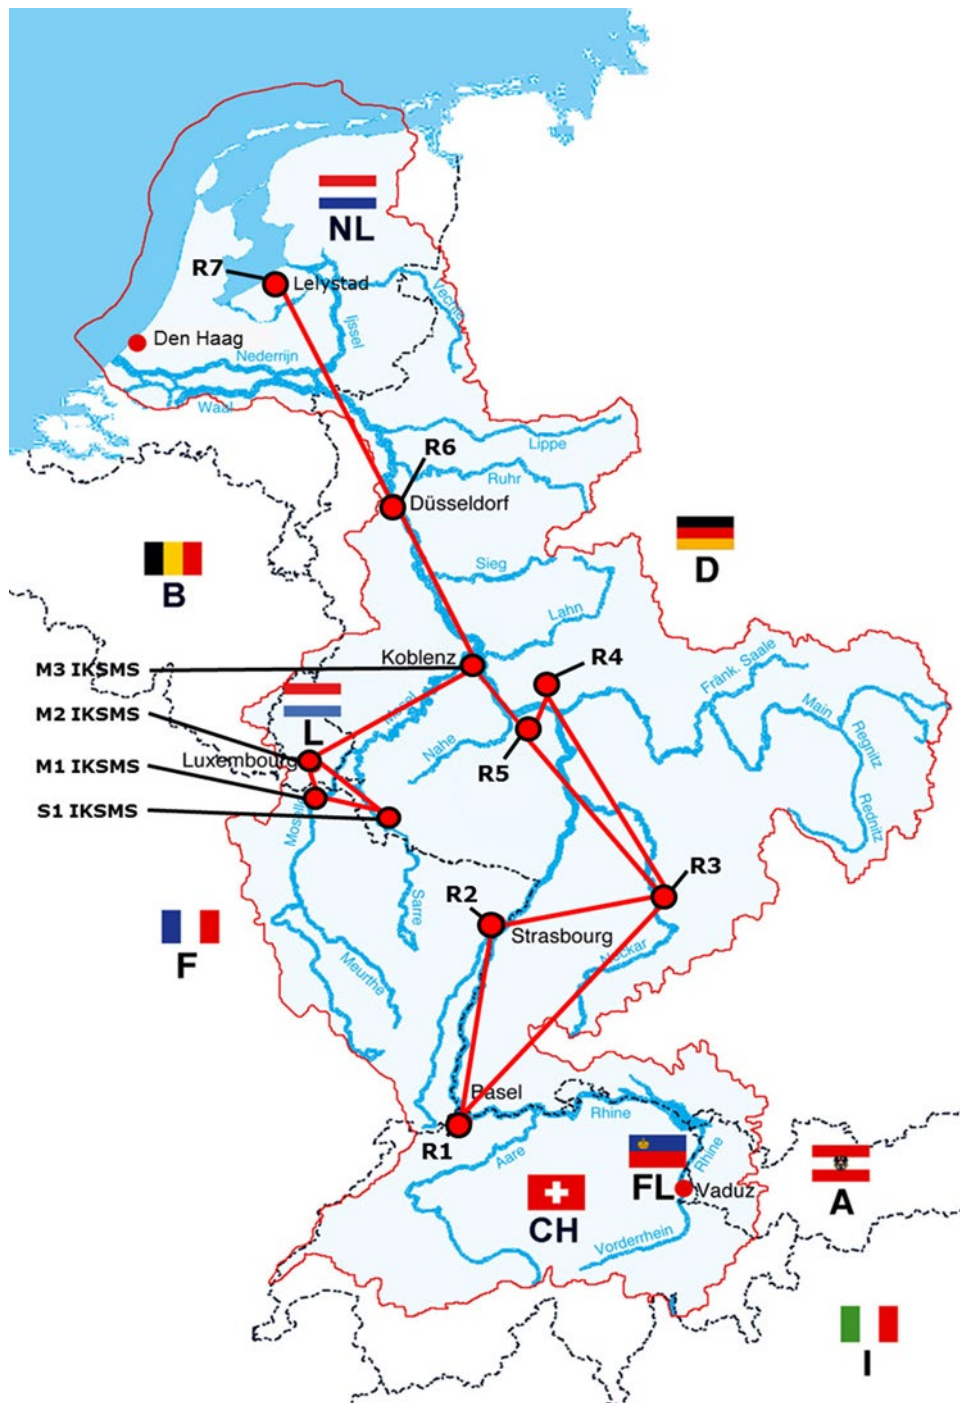 NL
R7
Lelystad
Vechte
Den Haag
Ijssel
Nederrijn
Waal
Lippe
R6
Ruhr
Düsseldorf
B
D
Sieg
Lahn
Koblenz
R4
M3 IKSMS
Fränk. Saale
Mosel
Main
M2 IKSMS
L
Nahe
Regnitz
Luxembourg
R5
M1 IKSMS
Moselle
Rednitz
S1 IKSMS
R3
R2
Sarre
Strasbourg
F
Neckar
Meurthe
Basel
Rhine
R1
Aare
Rhine
FL
Vaduz
A
CH
Vorderrhein
I